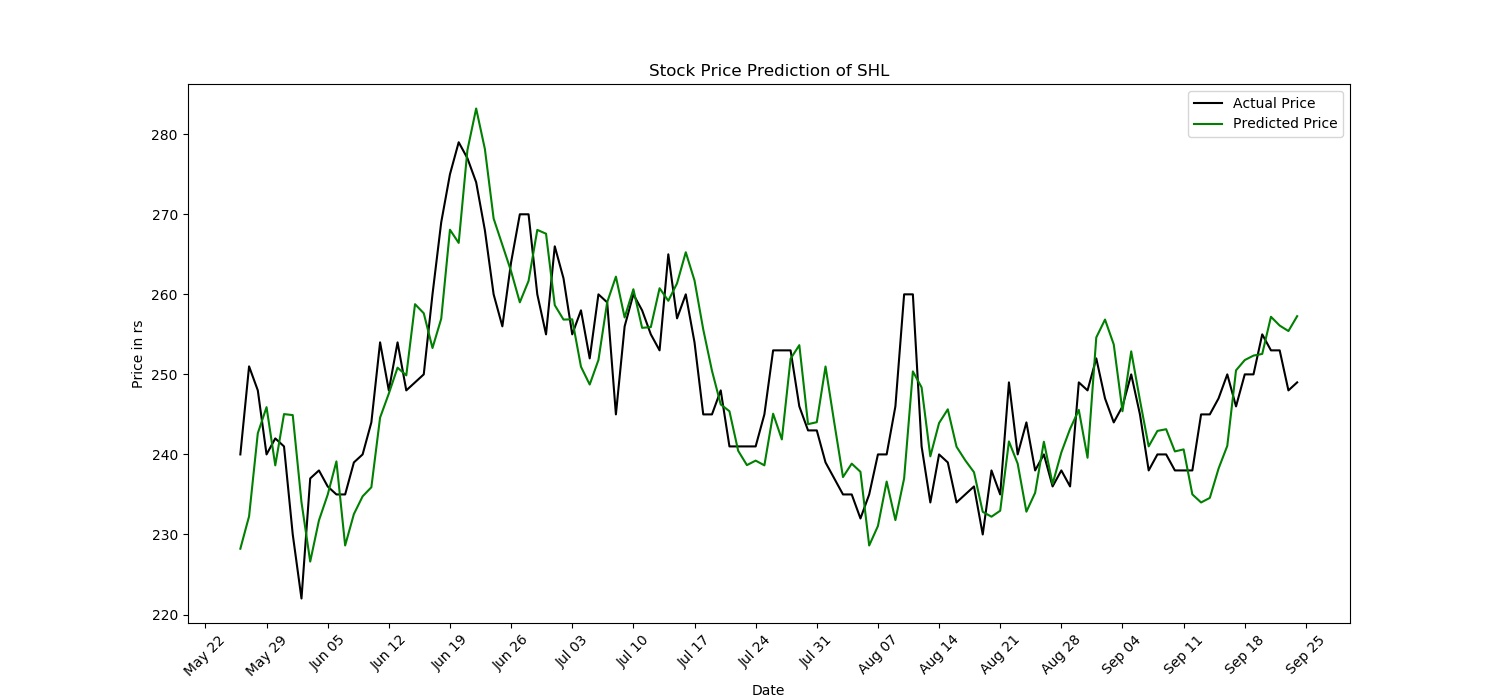 Stock Price Prediction of SHL
Actual Price
Predicted Price
Price in rs
280
270
260
250
240
230
220
May 22
May 29
Jun 05
Jun 12
Jun 19
Jun 26
Jul 03
Jul 10
Jul 17
Jul 24
Jul 31
Aug 07
Aug 14
Aug 21
Aug 28
Sep 04
Sep 11
Sep 18
Sep 25
Date